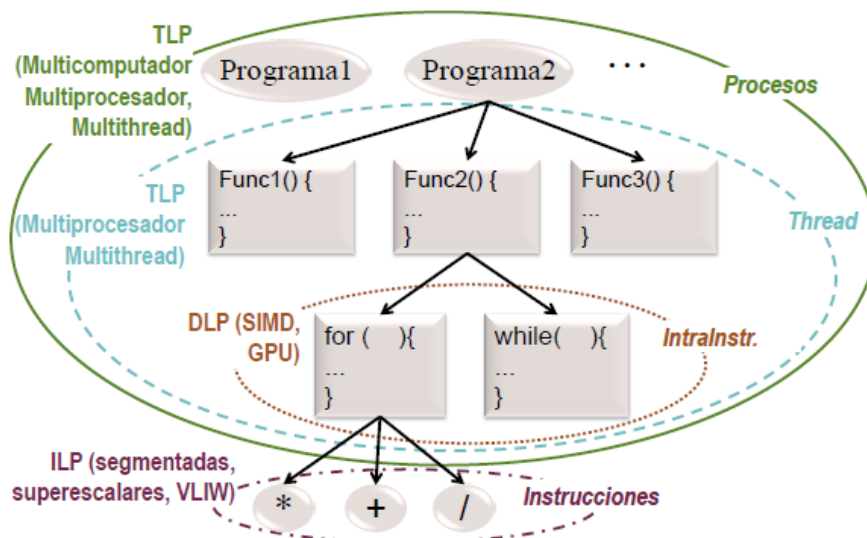 TLP
(Multicomputador
Multiprocesador,
Multithread)
Programa1
Programa2
...
Procesos
TLP
(Multiprocesador
Multithread)
Func1() {
...
}
Func2() {
...
}
Func3() {
...
}
Thread
DLP (SIMD,
GPU)
for ( ){
...
}
while( ){
...
}
IntraInstr.
ILP (segmentadas,
superescalares, VLIW)
*
+
/
Instrucciones